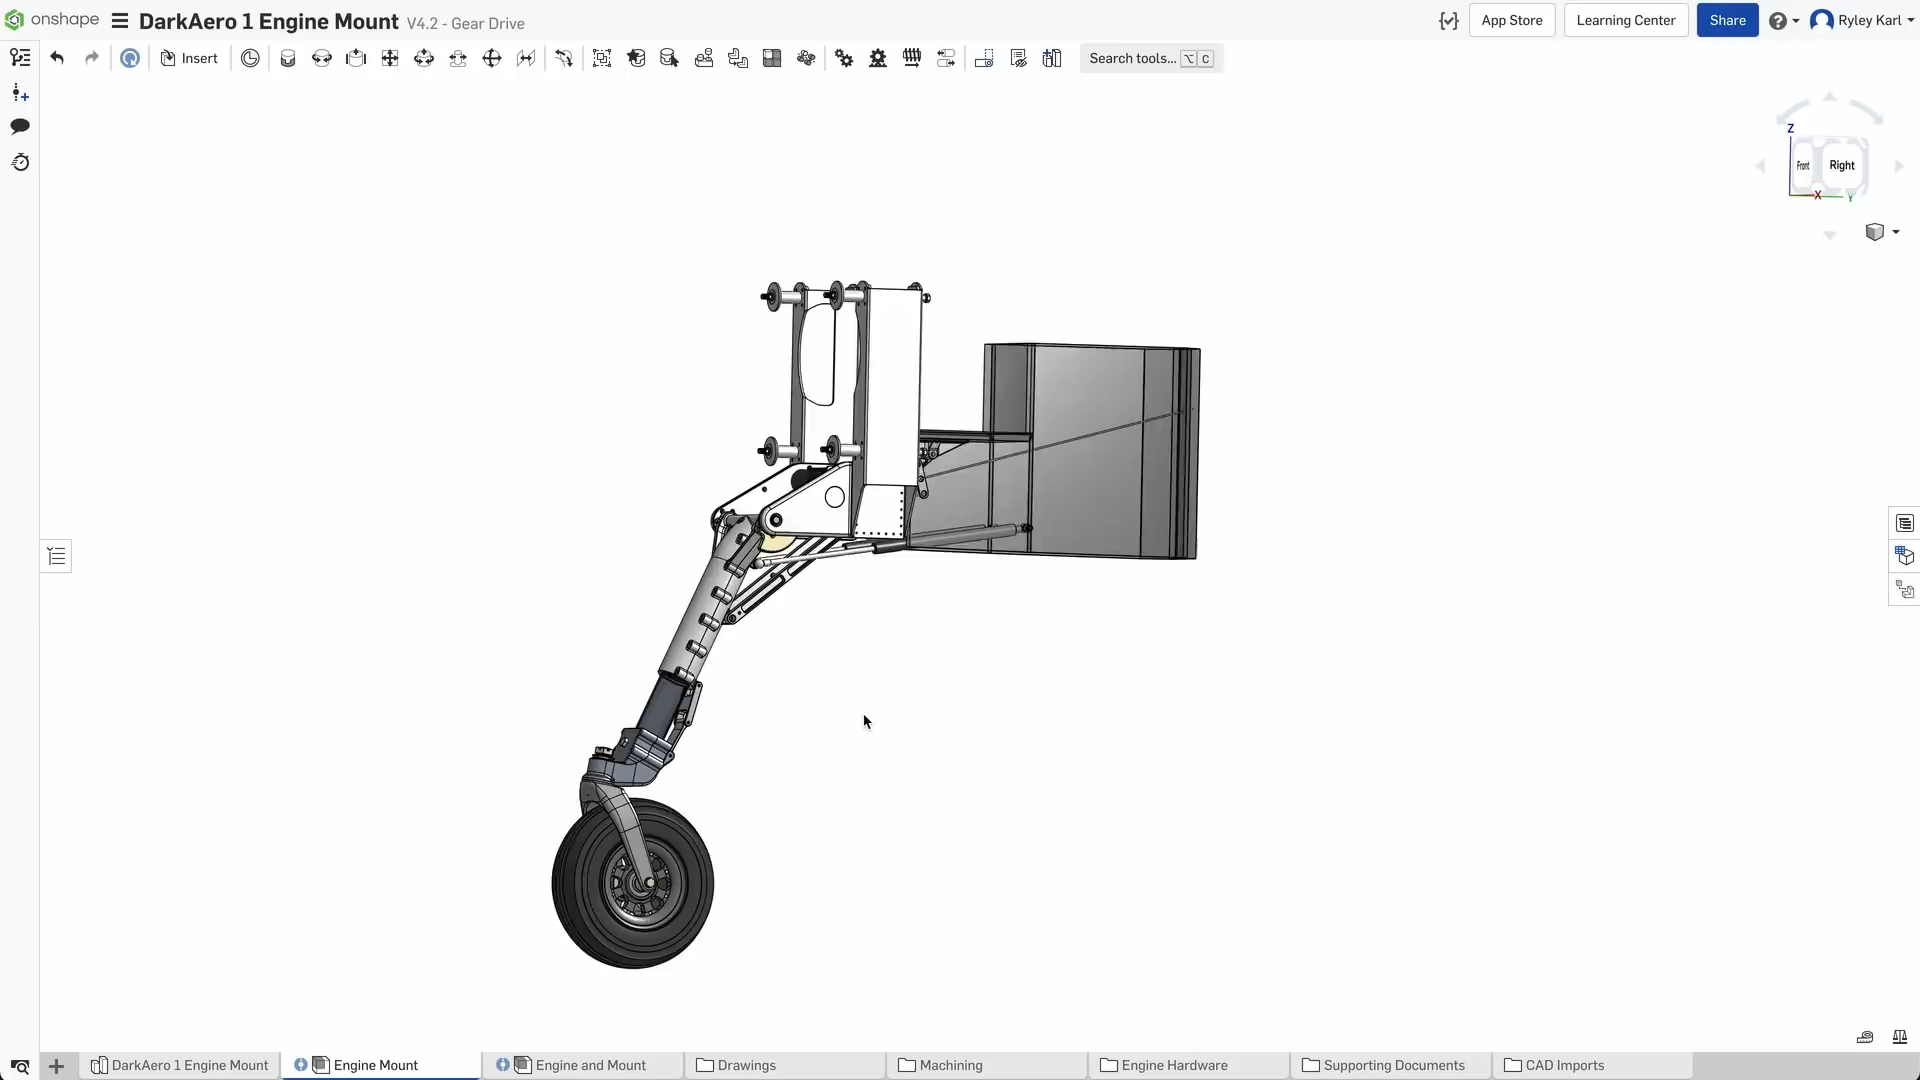 onshape DarkAero 1 Engine Mount V4.2 - Gear Drive App Store Learning Center Share Ryley Karl
Insert Search tools... ⌥ C
Z
Front Right
X Y
DarkAero 1 Engine Mount Engine Mount Engine and Mount Drawings Machining Engine Hardware Supporting Documents CAD Imports